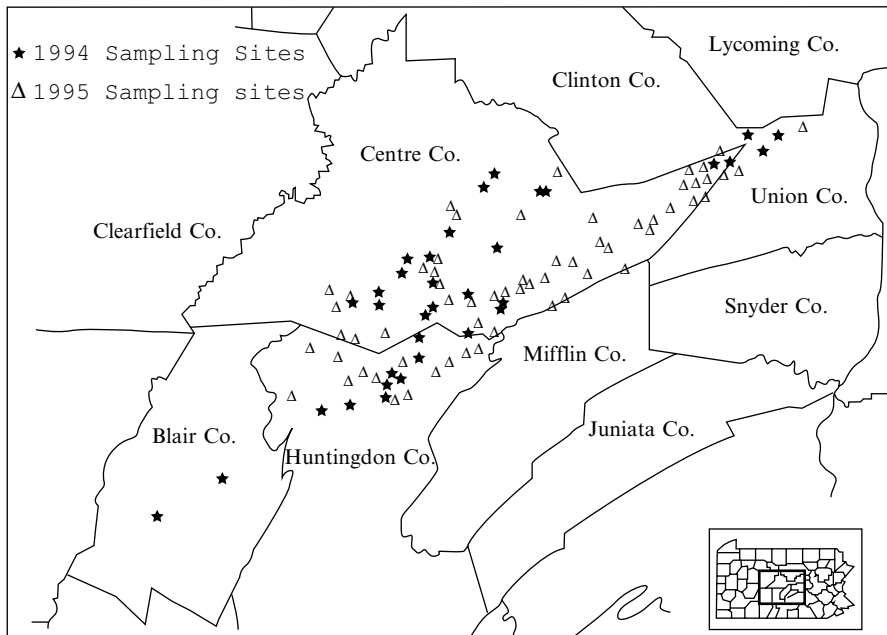 Lycoming Co.
★ 1994 Sampling Sites
Clinton Co.
Δ 1995 Sampling sites
Centre Co.
Union Co.
Clearfield Co.
Snyder Co.
Mifflin Co.
Blair Co.
Juniata Co.
Huntingdon Co.